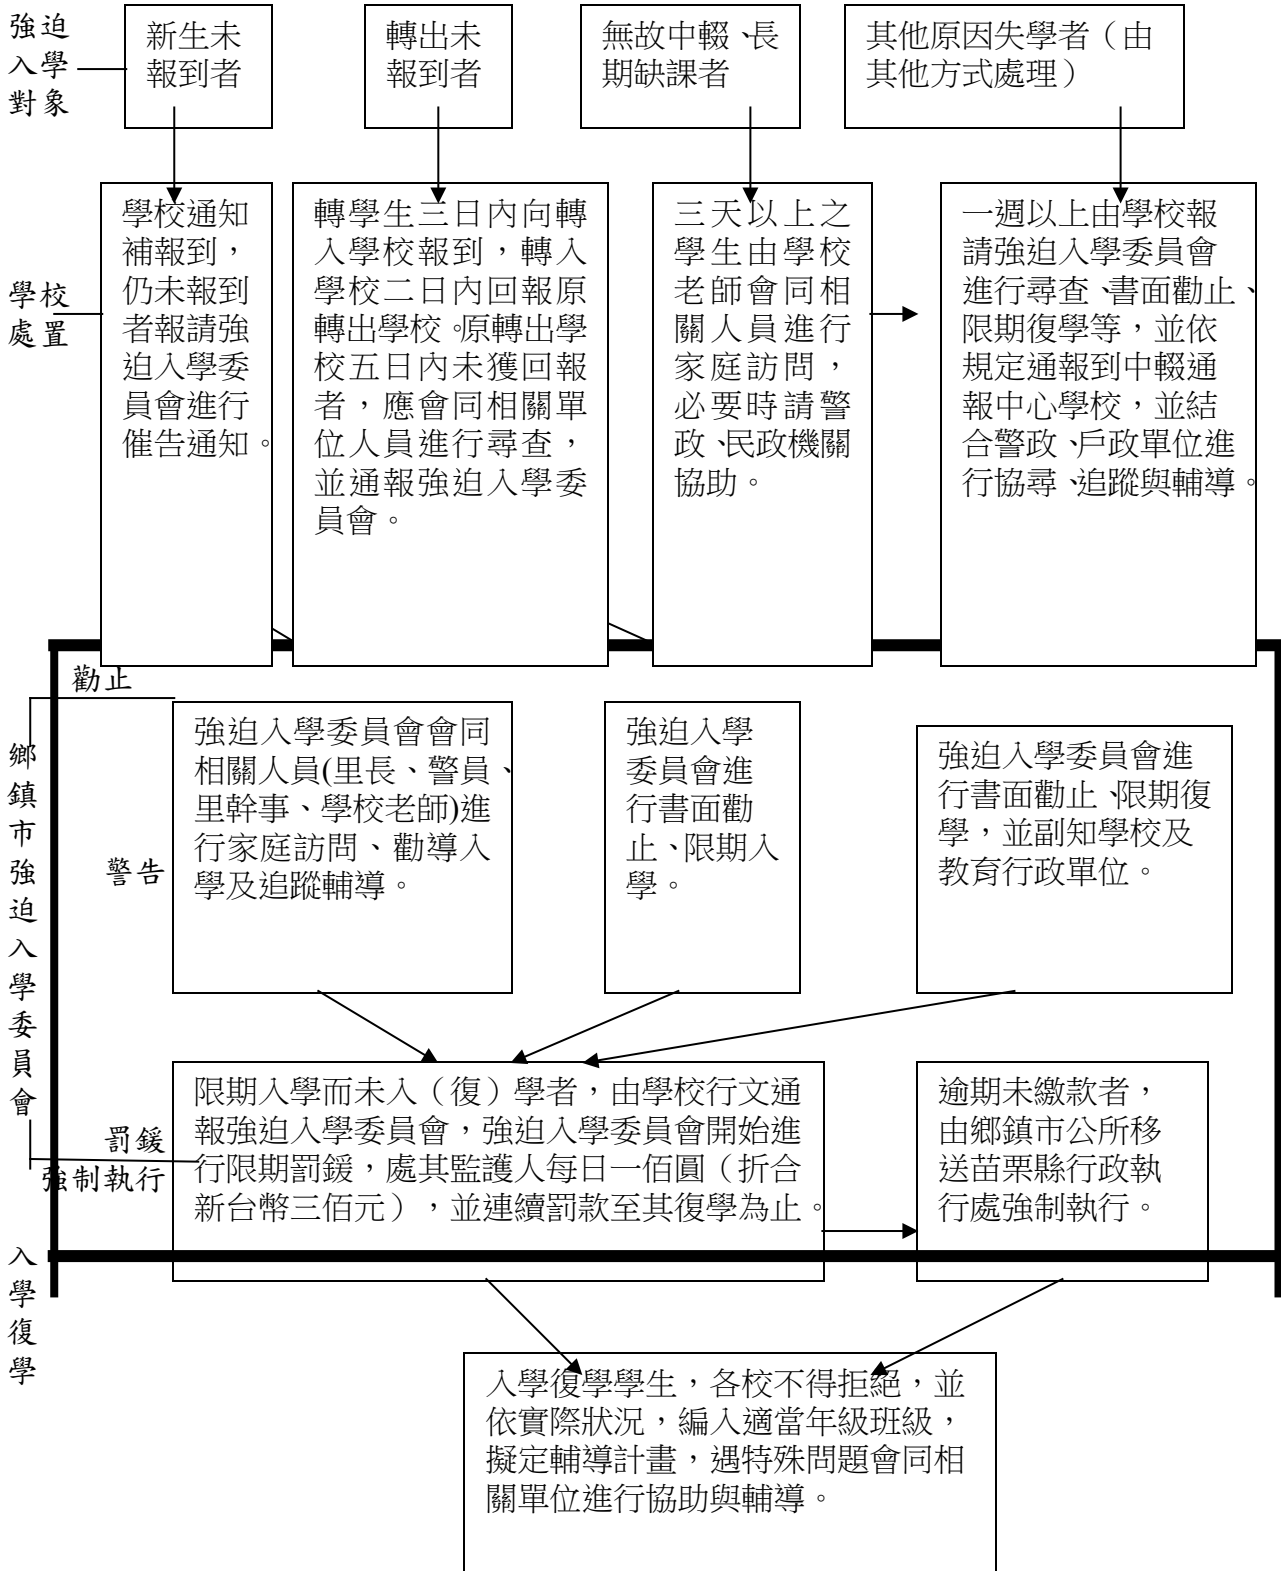 強迫
入學
對象
新生未
報到者
轉出未
報到者
無故中輟、長
期缺課者
其他原因失學者（由
其他方式處理）
學校
處置
學校通知
補報到，
仍未報到
者報請強
迫入學委
員會進行
催告通知。
轉學生三日內向轉
入學校報到，轉入
學校二日內回報原
轉出學校。原轉出學
校五日內未獲回報
者，應會同相關單
位人員進行尋查，
並通報強迫入學委
員會。
三天以上之
學生由學校
老師會同相
關人員進行
家庭訪問，
必要時請警
政、民政機關
協助。
一週以上由學校報
請強迫入學委員會
進行尋查、書面勸止、
限期復學等，並依
規定通報到中輟通
報中心學校，並結
合警政、戶政單位進
行協尋、追蹤與輔導。
鄉鎮市強迫入學委員會
勸止
警告
強迫入學委員會會同
相關人員(里長、警員、
里幹事、學校老師)進
行家庭訪問、勸導入
學及追蹤輔導。
強迫入學
委員會進
行書面勸
止、限期入
學。
強迫入學委員會進
行書面勸止、限期復
學，並副知學校及
教育行政單位。
罰鍰
強制執行
限期入學而未入（復）學者，由學校行文通
報強迫入學委員會，強迫入學委員會開始進
行限期罰鍰，處其監護人每日一佰圓（折合
新台幣三佰元），並連續罰款至其復學為止。
逾期未繳款者，
由鄉鎮市公所移
送苗栗縣行政執
行處強制執行。
入學復學
入學復學學生，各校不得拒絕，並
依實際狀況，編入適當年級班級，
擬定輔導計畫，遇特殊問題會同相
關單位進行協助與輔導。